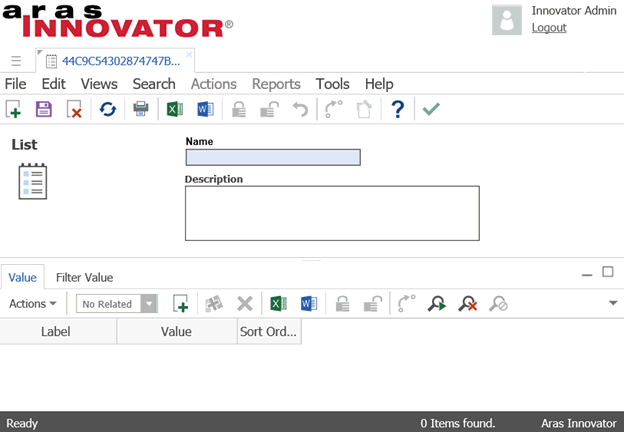 aras
INNOVATOR®
Innovator Admin
Logout
44C9C54302874747B...
File Edit Views Search Actions Reports Tools Help
List
Name
Description
Value Filter Value
Actions No Related
Label Value Sort Ord...
Ready 0 Items found. Aras Innovator